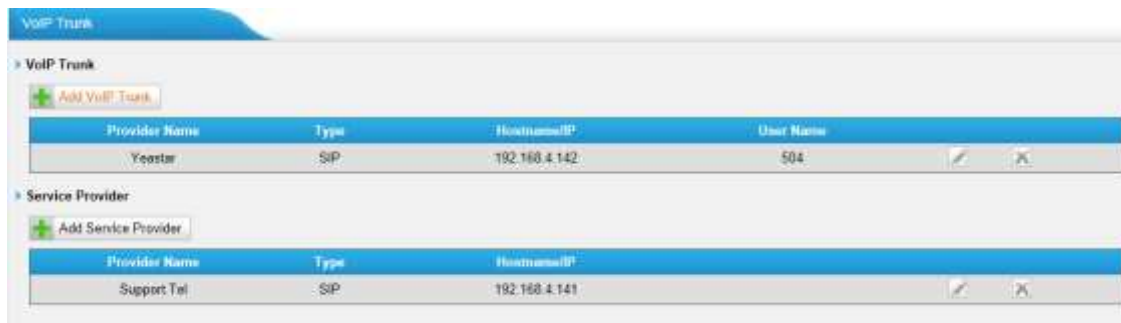 VoIP Trunk
VoIP Trunk
Add VoIP Trunk
Provider Name Type Hostname/IP User Name
Yeastar SIP 192.168.4.142 504
Service Provider
Add Service Provider
Provider Name Type Hostname/IP
Support Tel SIP 192.168.4.141